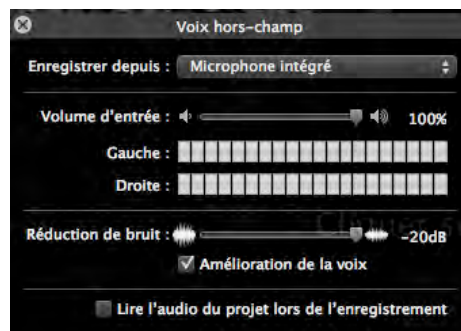 Voix hors-champ
Enregistrer depuis : Microphone intégré
Volume d'entrée : 100%
Gauche :
Droite :
Réduction de bruit : -20dB
Amélioration de la voix
Lire l'audio du projet lors de l'enregistrement